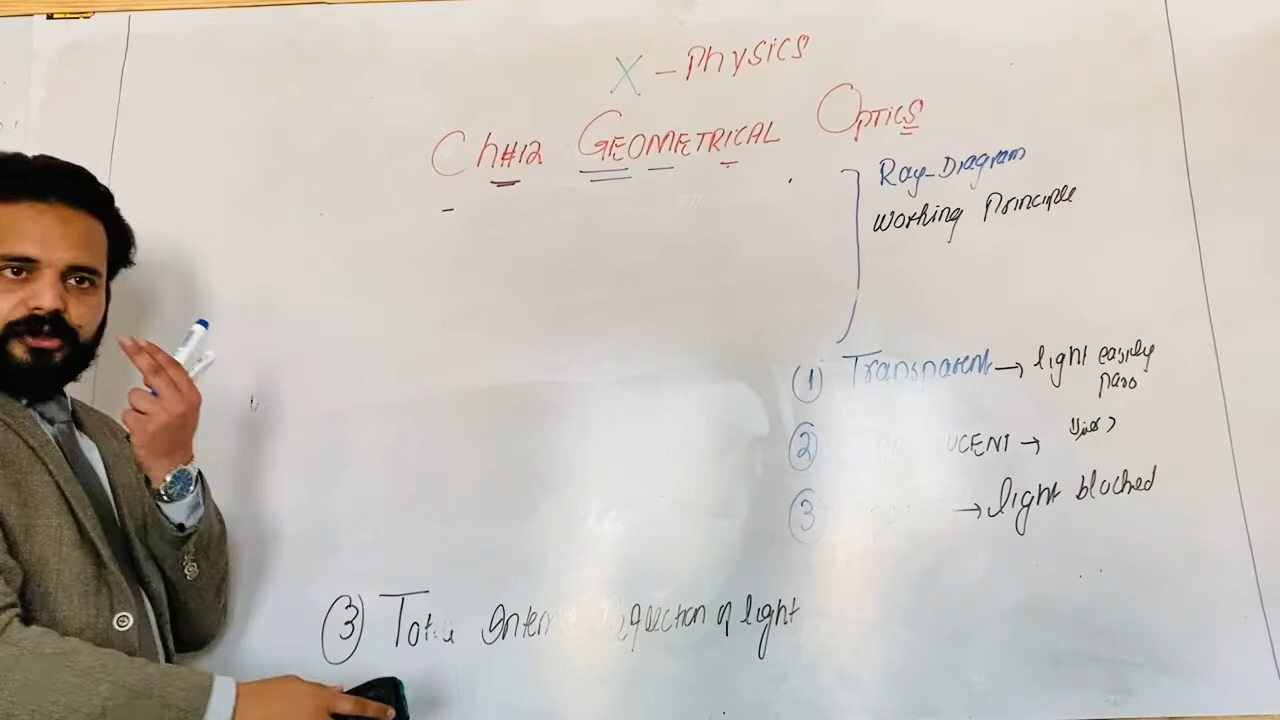 X - Physics
Ch#12 GEOMETRICAL OPTICS
Ray-Diagram
Working Principle
(1) Transparent → light easily
pass
(2) UCENT →
(3) → light blocked
(3) Total Reflection of light